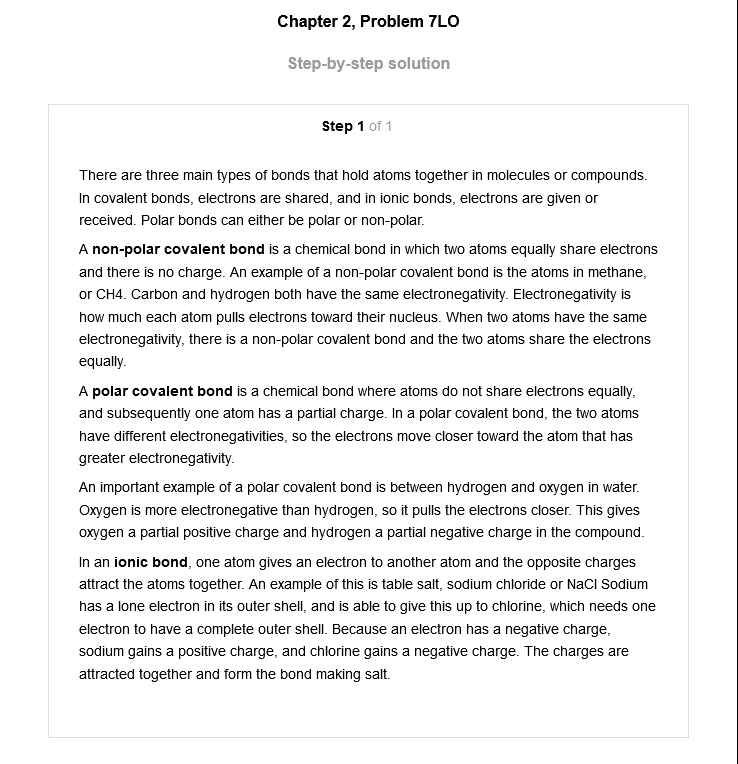 Chapter 2, Problem 7LO
Step-by-step solution
Step 1 of 1
There are three main types of bonds that hold atoms together in molecules or compounds.
In covalent bonds, electrons are shared, and in ionic bonds, electrons are given or
received. Polar bonds can either be polar or non-polar.
A non-polar covalent bond is a chemical bond in which two atoms equally share electrons
and there is no charge. An example of a non-polar covalent bond is the atoms in methane,
or CH4. Carbon and hydrogen both have the same electronegativity. Electronegativity is
how much each atom pulls electrons toward their nucleus. When two atoms have the same
electronegativity, there is a non-polar covalent bond and the two atoms share the electrons
equally.
A polar covalent bond is a chemical bond where atoms do not share electrons equally,
and subsequently one atom has a partial charge. In a polar covalent bond, the two atoms
have different electronegativities, so the electrons move closer toward the atom that has
greater electronegativity.
An important example of a polar covalent bond is between hydrogen and oxygen in water.
Oxygen is more electronegative than hydrogen, so it pulls the electrons closer. This gives
oxygen a partial positive charge and hydrogen a partial negative charge in the compound.
In an ionic bond, one atom gives an electron to another atom and the opposite charges
attract the atoms together. An example of this is table salt, sodium chloride or NaCl Sodium
has a lone electron in its outer shell, and is able to give this up to chlorine, which needs one
electron to have a complete outer shell. Because an electron has a negative charge,
sodium gains a positive charge, and chlorine gains a negative charge. The charges are
attracted together and form the bond making salt.